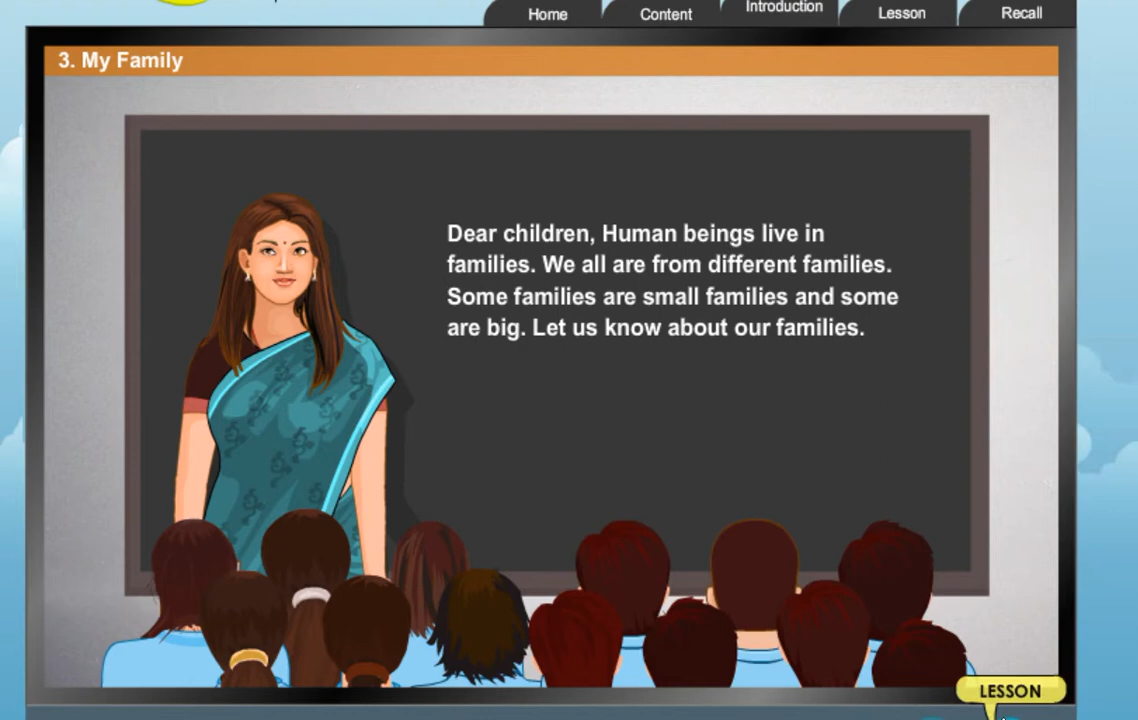 Home
Content
Introduction
Lesson
Recall
3. My Family
Dear children, Human beings live in
families. We all are from different families.
Some families are small families and some
are big. Let us know about our families.
LESSON